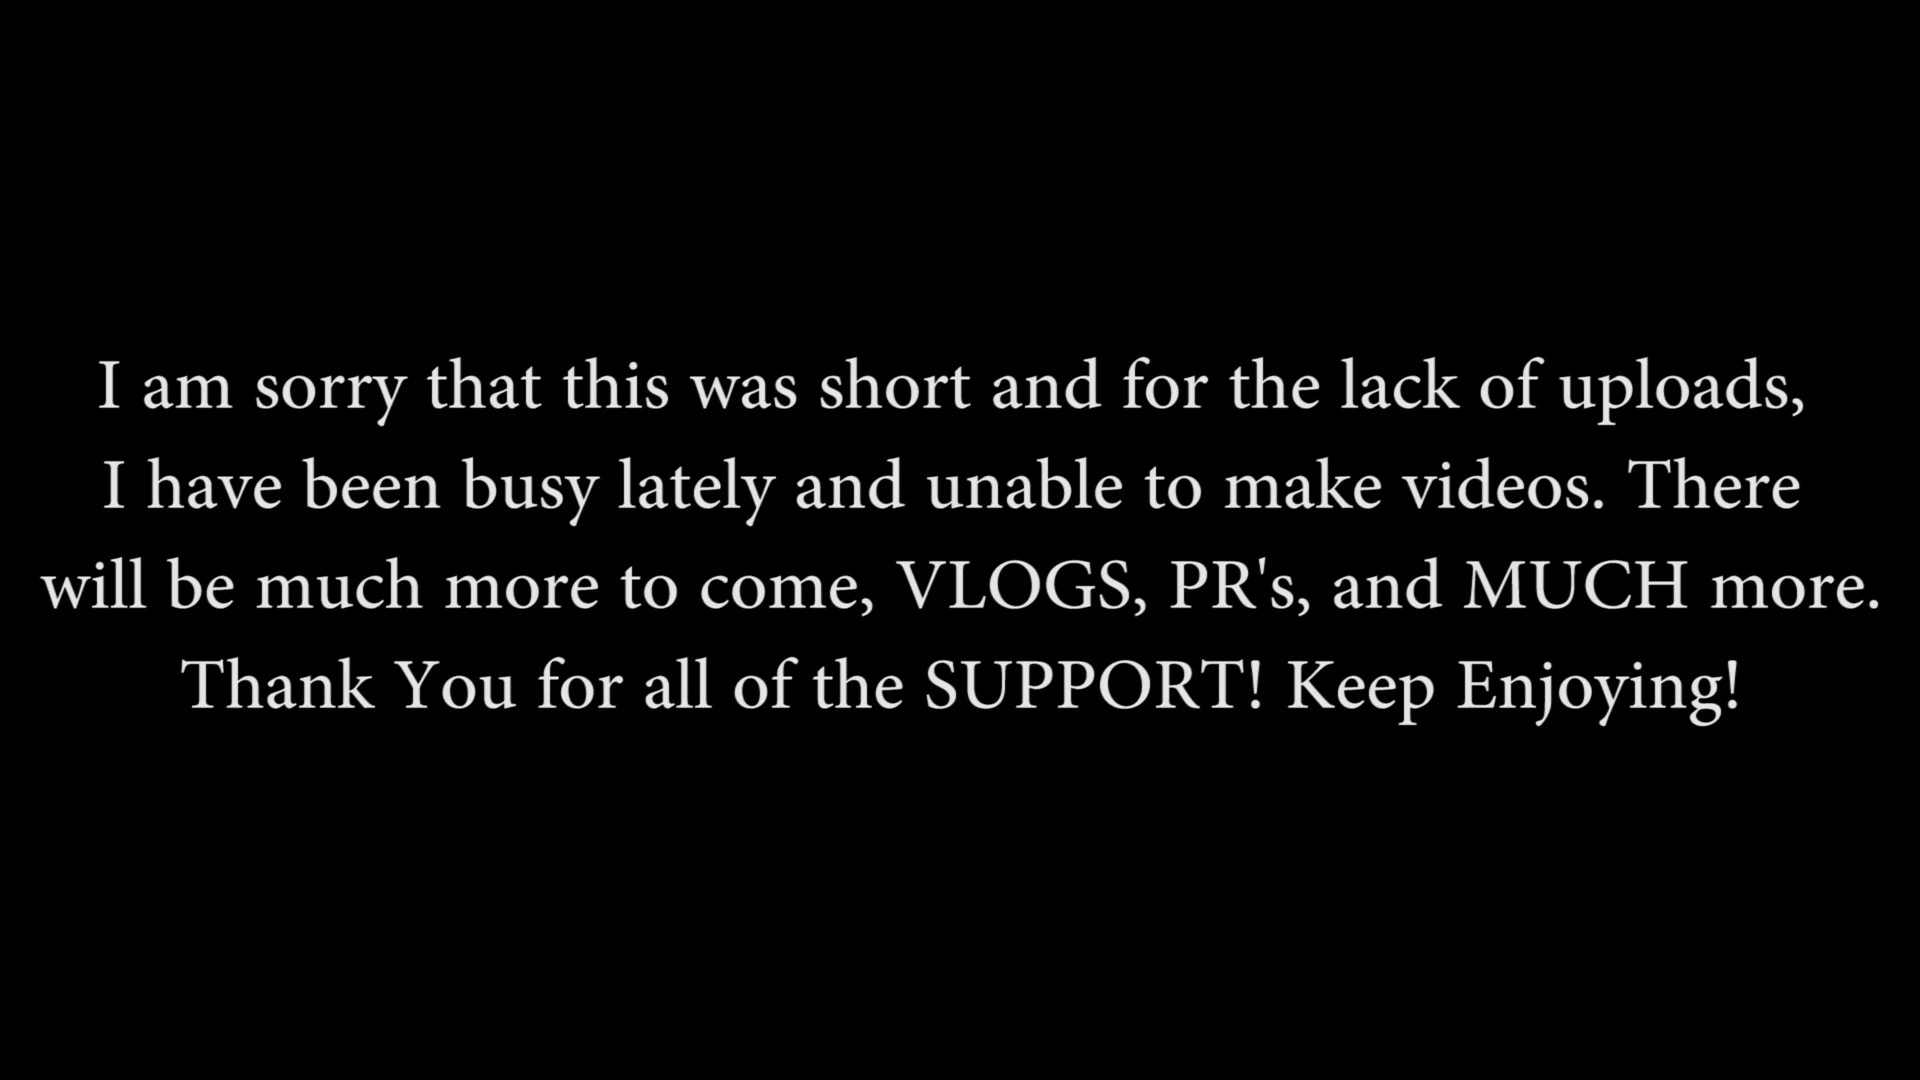 I am sorry that this was short and for the lack of uploads,
I have been busy lately and unable to make videos. There
will be much more to come, VLOGS, PR's, and MUCH more.
Thank You for all of the SUPPORT! Keep Enjoying!